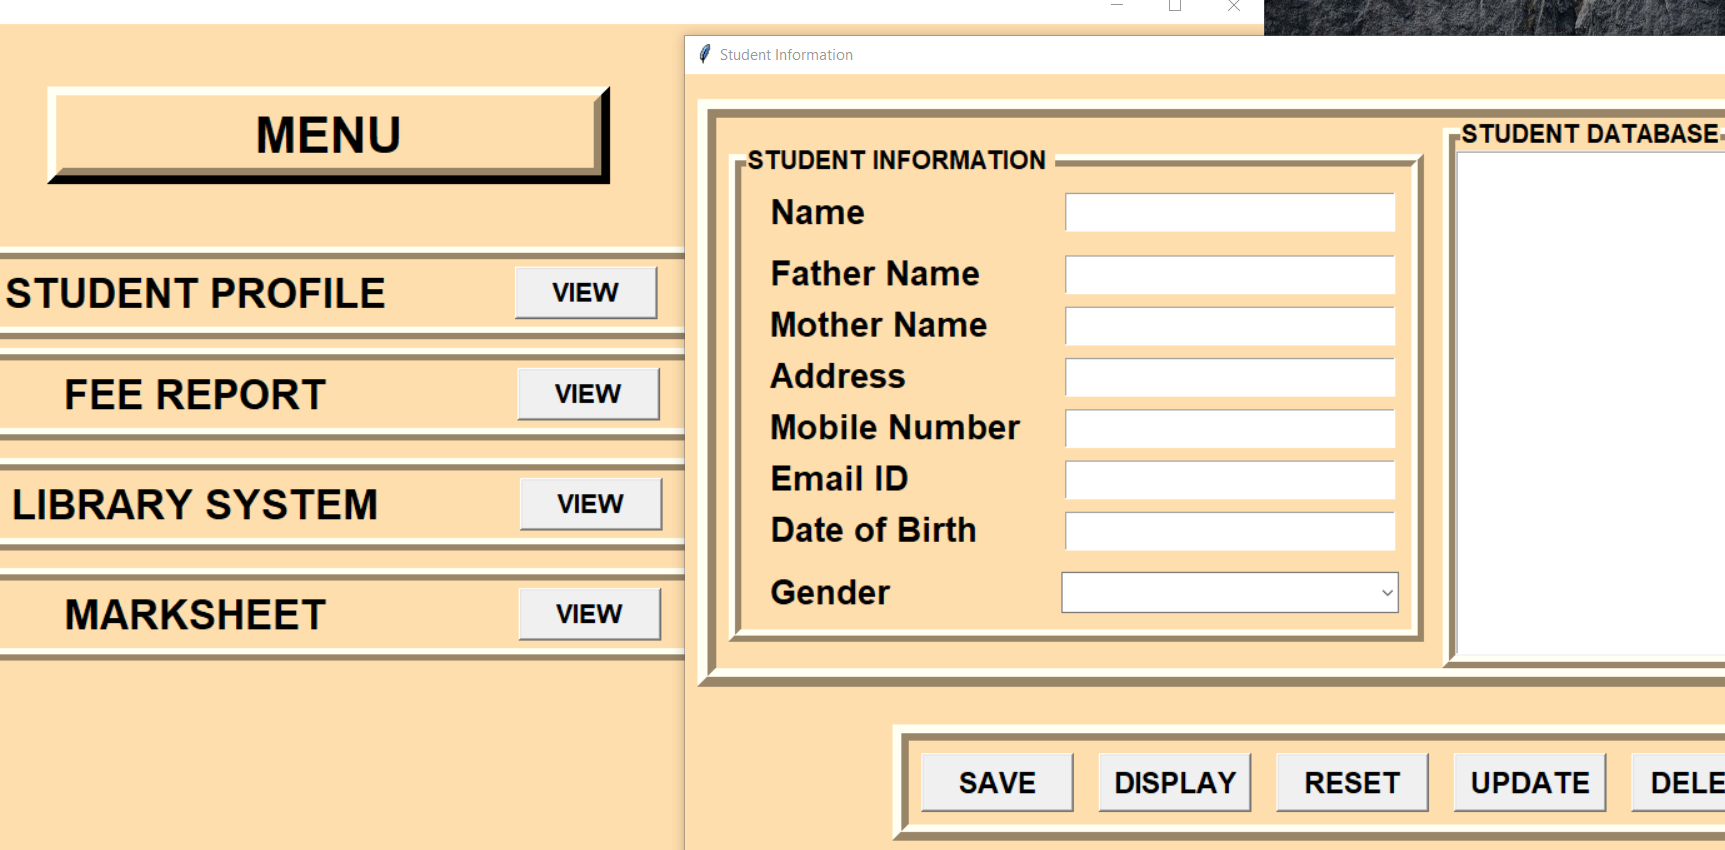 MENU
STUDENT PROFILE VIEW
FEE REPORT VIEW
LIBRARY SYSTEM VIEW
MARKSHEET VIEW
Student Information
STUDENT INFORMATION
Name
Father Name
Mother Name
Address
Mobile Number
Email ID
Date of Birth
Gender
STUDENT DATABASE
SAVE DISPLAY RESET UPDATE DELE